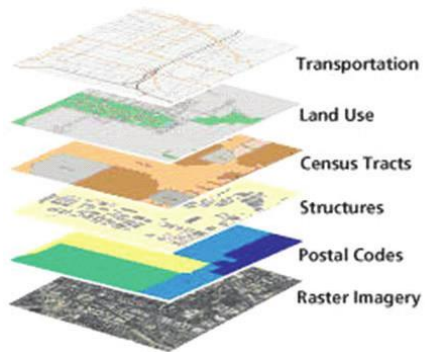 Transportation
Land Use
Census Tracts
Structures
Postal Codes
Raster Imagery